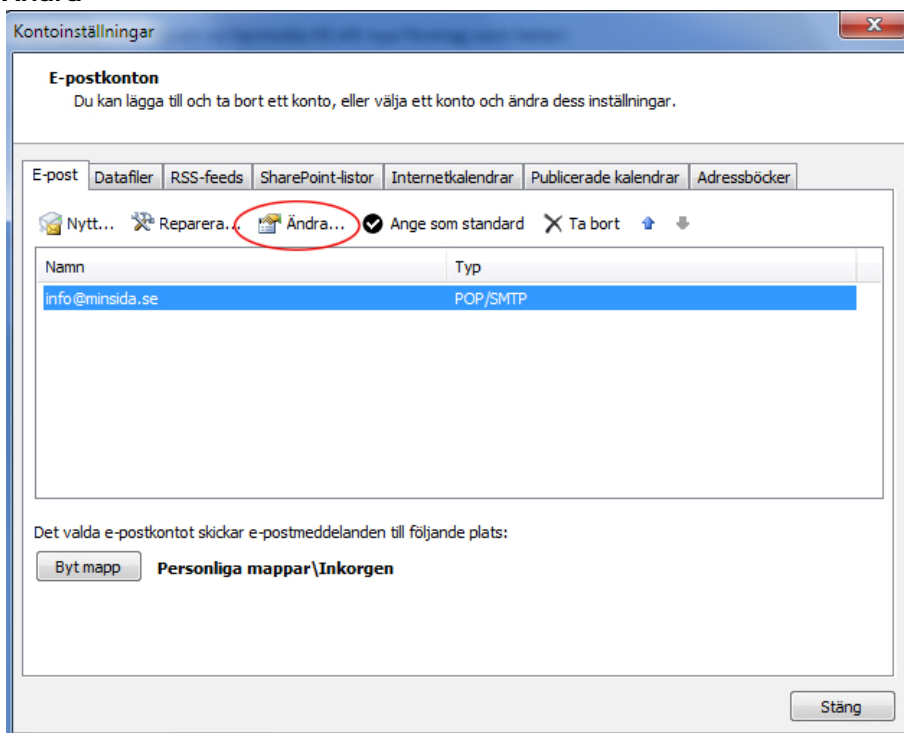 Kontoinställningar
E-postkonton
Du kan lägga till och ta bort ett konto, eller välja ett konto och ändra dess inställningar.
E-post Datafiler RSS-feeds SharePoint-listor Internetkalendrar Publicerade kalendrar Adressböcker
Nytt... Reparera... Ändra... Ange som standard Ta bort
Namn Typ
info@minsida.se POP/SMTP
Det valda e-postkontot skickar e-postmeddelanden till följande plats:
Byt mapp Personliga mappar\Inkorgen
Stäng